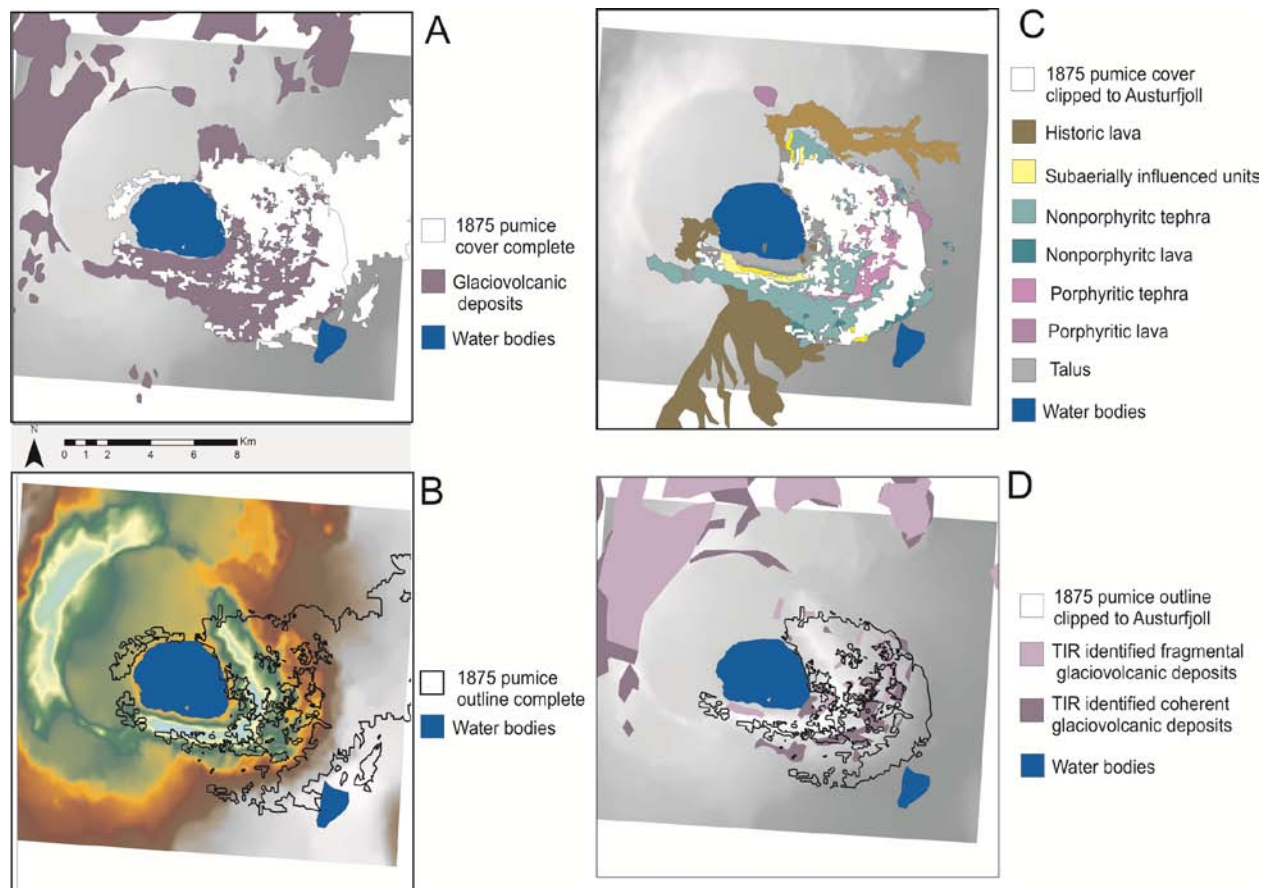 A
1875 pumice
cover complete
Glaciovolcanic
deposits
Water bodies
C
1875 pumice cover
clipped to Austurfjoll
Historic lava
Subaerially influenced units
Nonporphyritc tephra
Nonporphyritc lava
Porphyritic tephra
Porphyritic lava
Talus
Water bodies
N
Km
0 1 2 4 6 8
B
1875 pumice
outline complete
Water bodies
D
1875 pumice outline
clipped to Austurfjoll
TIR identified fragmental
glaciovolcanic deposits
TIR identified coherent
glaciovolcanic deposits
Water bodies